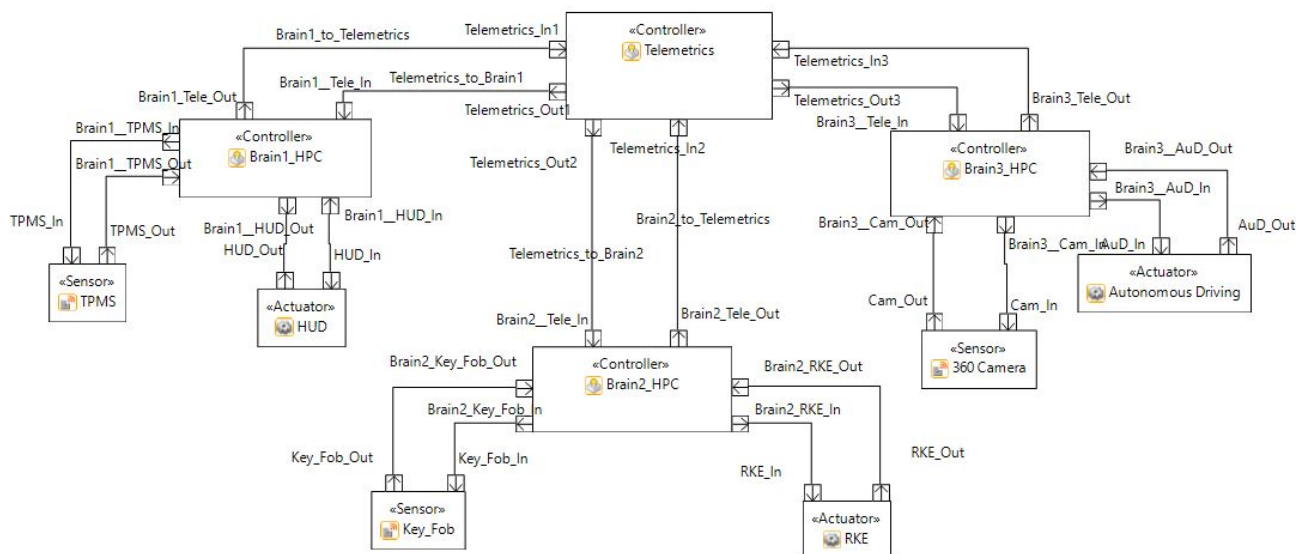 Brain1_to_Telemetrics
Telemetrics_In1
«Controller»
Telemetrics
Telemetrics_In3
Brain1__Tele_In
Telemetrics_to_Brain1
Brain1_Tele_Out
Telemetrics_Out1
Telemetrics_Out3
Brain3_Tele_Out
Brain1__TPMS_In
Brain3__Tele_In
«Controller»
Brain1_HPC
Brain1__TPMS_Out
Telemetrics_Out2
Telemetrics_In2
«Controller»
Brain3_HPC
Brain3__AuD_Out
Brain3__AuD_In
TPMS_In
TPMS_Out
Brain1__HUD_In
Brain1__HUD_Out
HUD_Out
HUD_In
Brain2_to_Telemetrics
Telemetrics_to_Brain2
Brain3__Cam_Out
Brain3__Cam_In
AuD_In
AuD_Out
«Sensor»
TPMS
«Actuator»
HUD
«Actuator»
Autonomous Driving
Cam_Out
Cam_In
Brain2__Tele_In
Brain2_Tele_Out
«Sensor»
360 Camera
Brain2_Key_Fob_Out
«Controller»
Brain2_HPC
Brain2_RKE_Out
Brain2_Key_Fob_In
Brain2_RKE_In
Key_Fob_Out
Key_Fob_In
RKE_In
RKE_Out
«Sensor»
Key_Fob
«Actuator»
RKE